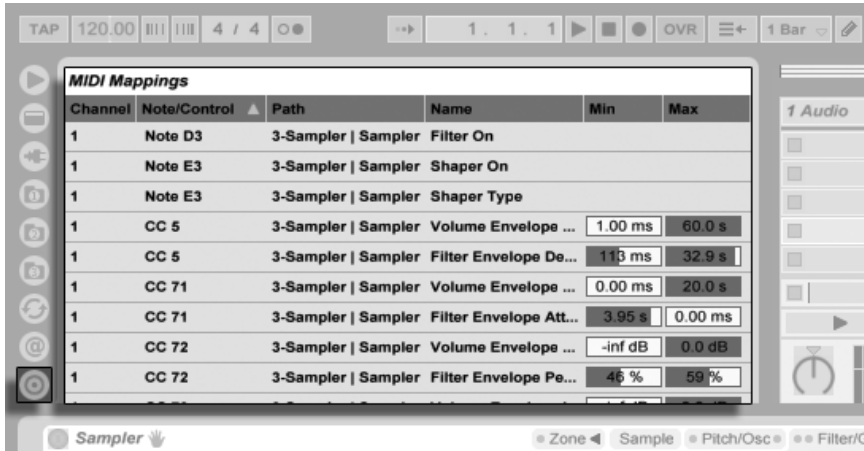 TAP 120.00 4 / 4 1. 1. 1 OVR 1 Bar
MIDI Mappings
Channel Note/Control Path Name Min Max
1 Note D3 3-Sampler | Sampler Filter On
1 Note E3 3-Sampler | Sampler Shaper On
1 Note E3 3-Sampler | Sampler Shaper Type
1 CC 5 3-Sampler | Sampler Volume Envelope ... 1.00 ms 60.0 s
1 CC 5 3-Sampler | Sampler Filter Envelope De... 113 ms 32.9 s
1 CC 71 3-Sampler | Sampler Volume Envelope ... 0.00 ms 20.0 s
1 CC 71 3-Sampler | Sampler Filter Envelope Att... 3.95 s 0.00 ms
1 CC 72 3-Sampler | Sampler Volume Envelope ... -inf dB 0.0 dB
1 CC 72 3-Sampler | Sampler Filter Envelope Pe... 46 % 59 %
1 Audio
Sampler Zone Sample Pitch/Osc